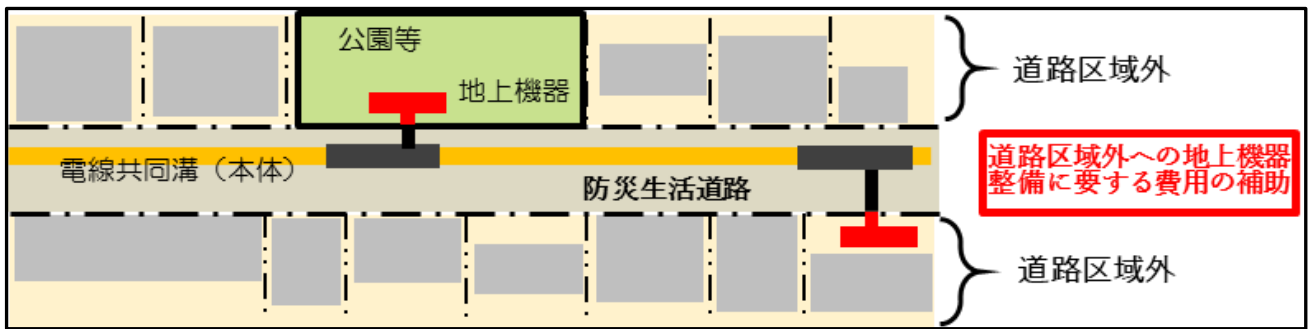 公園等
地上機器
道路区域外
電線共同溝（本体）
防災生活道路
道路区域外への地上機器
整備に要する費用の補助
道路区域外